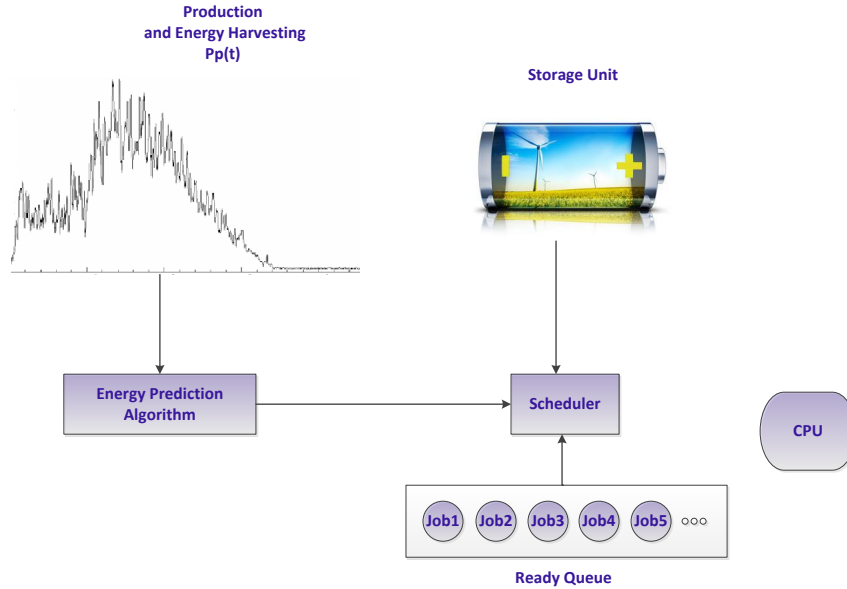 Production
and Energy Harvesting
Pp(t)
Storage Unit
Energy Prediction
Algorithm
Scheduler
CPU
Job1 Job2 Job3 Job4 Job5
Ready Queue